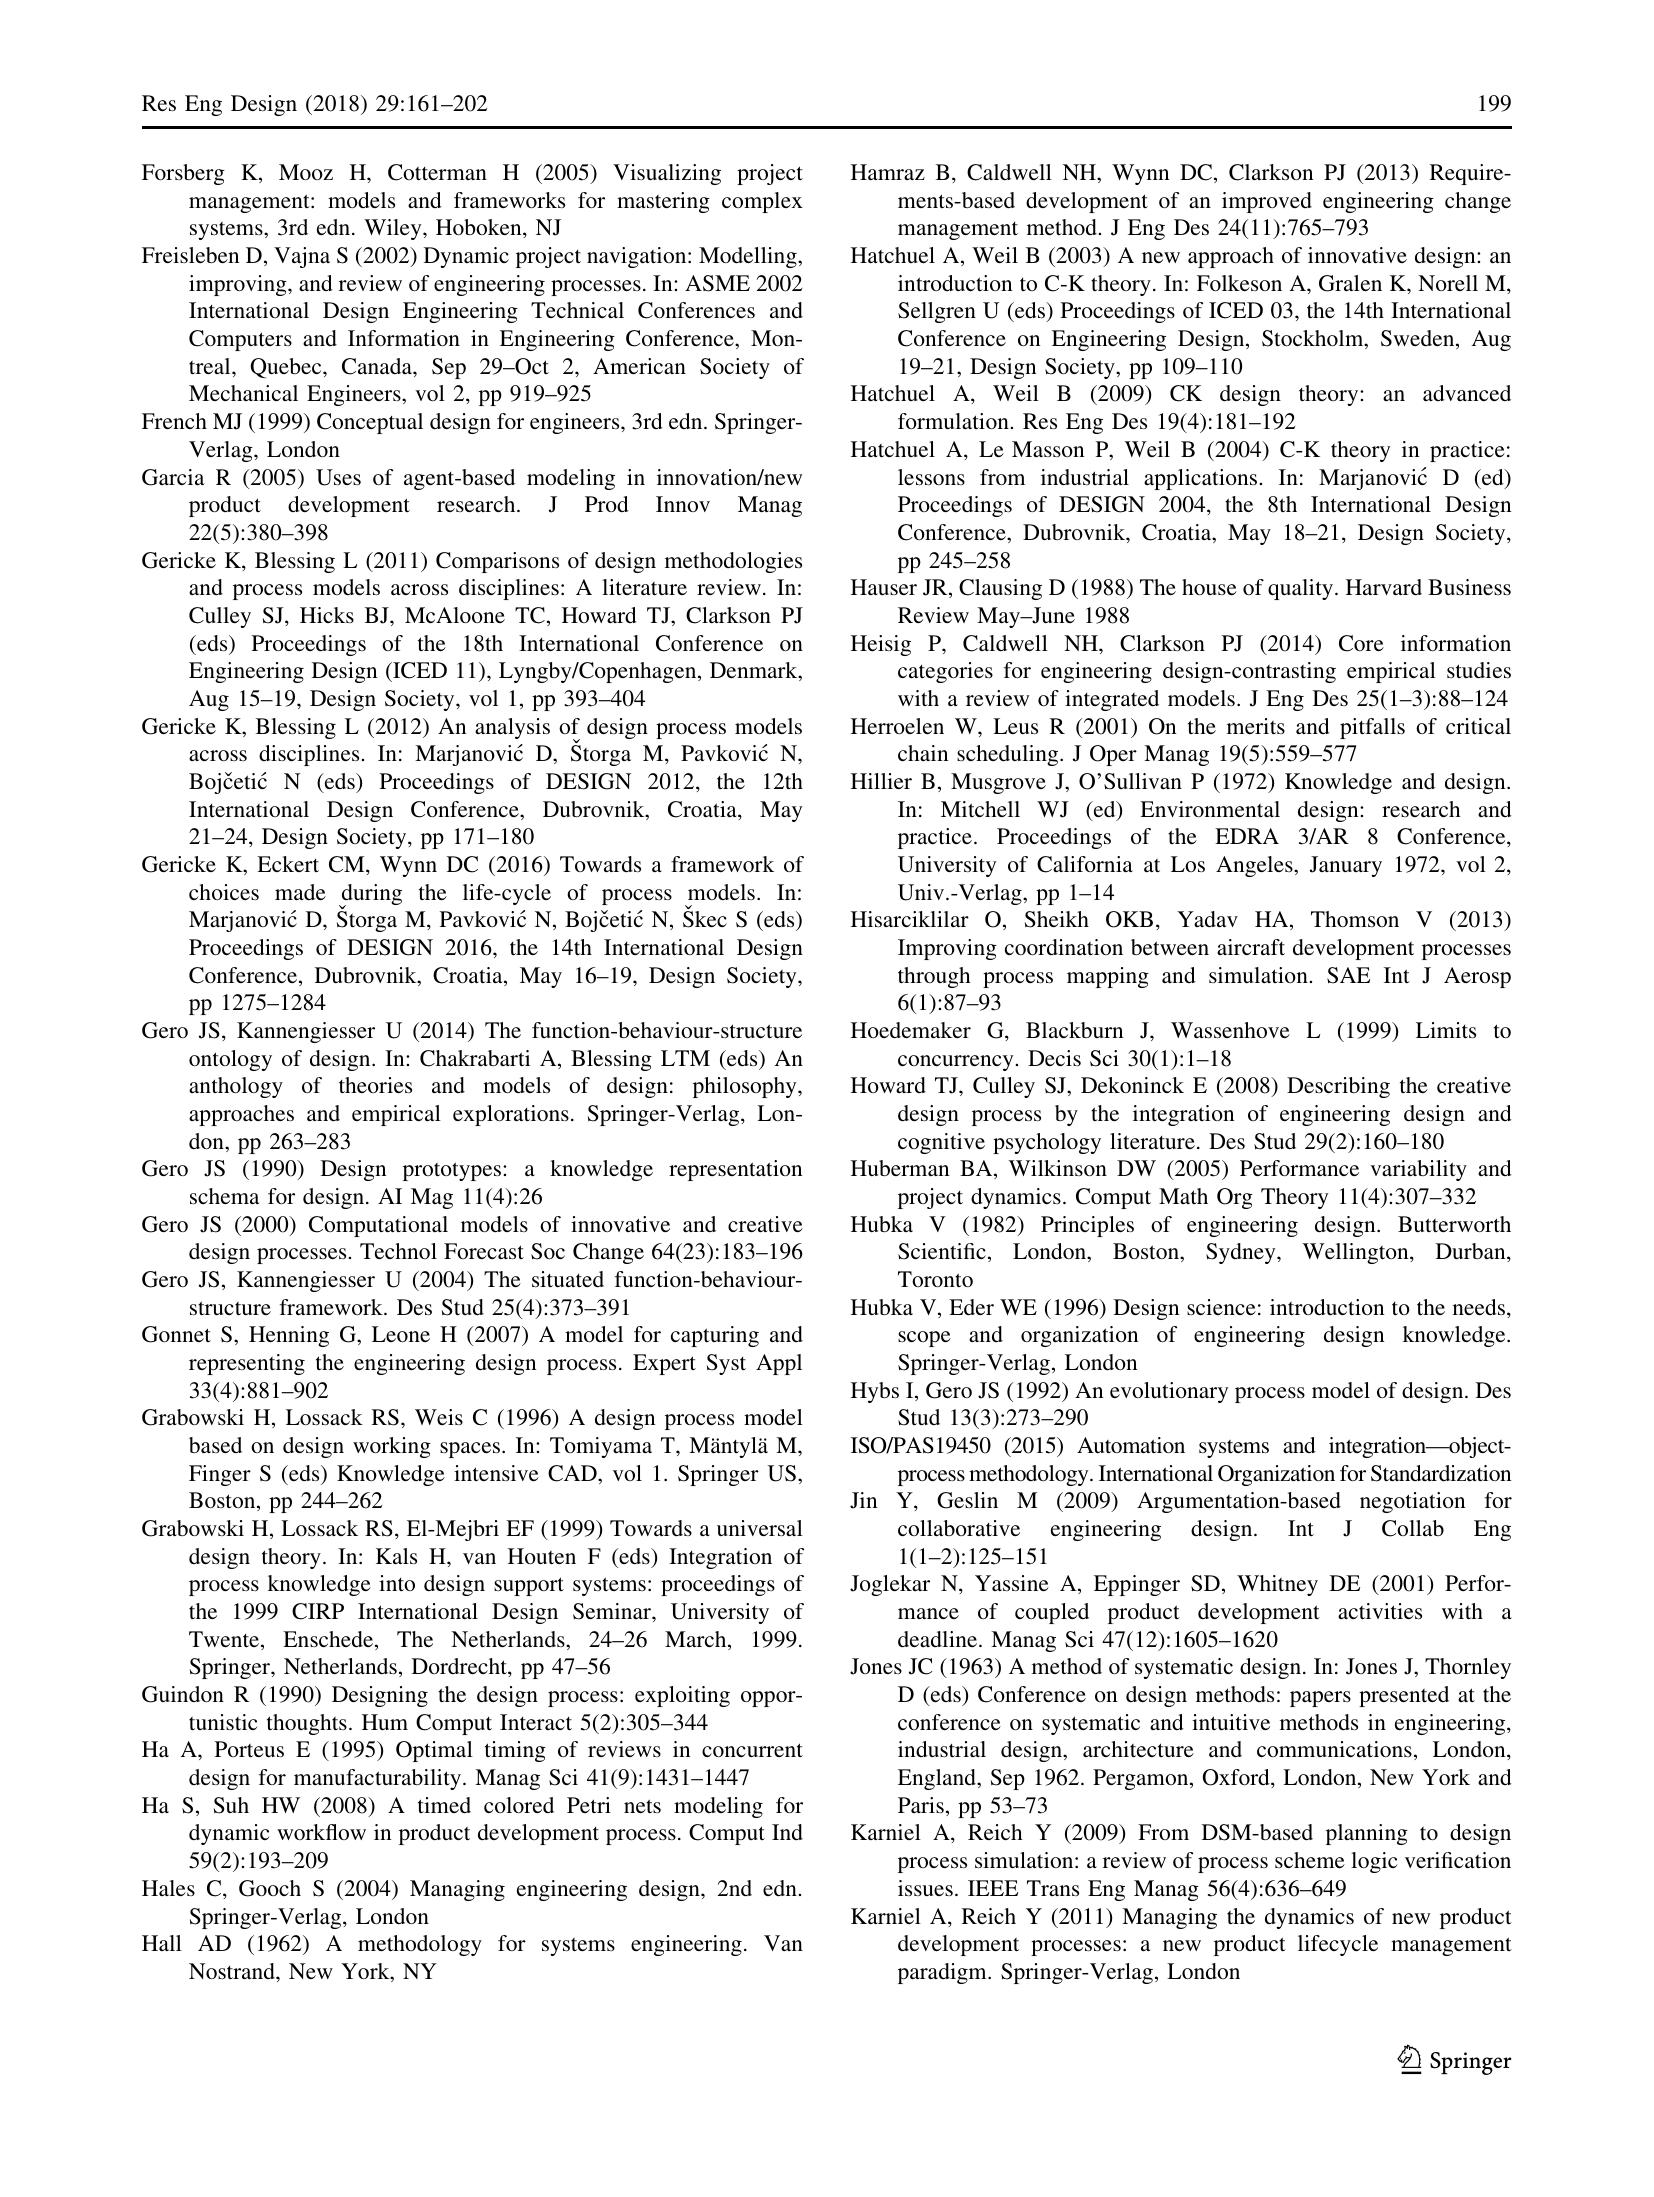 Res Eng Design (2018) 29:161–202
199
Forsberg K, Mooz H, Cotterman H (2005) Visualizing project
management: models and frameworks for mastering complex
systems, 3rd edn. Wiley, Hoboken, NJ
Freisleben D, Vajna S (2002) Dynamic project navigation: Modelling,
improving, and review of engineering processes. In: ASME 2002
International Design Engineering Technical Conferences and
Computers and Information in Engineering Conference, Mon-
treal, Quebec, Canada, Sep 29–Oct 2, American Society of
Mechanical Engineers, vol 2, pp 919–925
French MJ (1999) Conceptual design for engineers, 3rd edn. Springer-
Verlag, London
Garcia R (2005) Uses of agent-based modeling in innovation/new
product development research. J Prod Innov Manag
22(5):380–398
Gericke K, Blessing L (2011) Comparisons of design methodologies
and process models across disciplines: A literature review. In:
Culley SJ, Hicks BJ, McAloone TC, Howard TJ, Clarkson PJ
(eds) Proceedings of the 18th International Conference on
Engineering Design (ICED 11), Lyngby/Copenhagen, Denmark,
Aug 15–19, Design Society, vol 1, pp 393–404
Gericke K, Blessing L (2012) An analysis of design process models
across disciplines. In: Marjanović D, Štorga M, Pavković N,
Bojčetić N (eds) Proceedings of DESIGN 2012, the 12th
International Design Conference, Dubrovnik, Croatia, May
21–24, Design Society, pp 171–180
Gericke K, Eckert CM, Wynn DC (2016) Towards a framework of
choices made during the life-cycle of process models. In:
Marjanović D, Štorga M, Pavković N, Bojčetić N, Škec S (eds)
Proceedings of DESIGN 2016, the 14th International Design
Conference, Dubrovnik, Croatia, May 16–19, Design Society,
pp 1275–1284
Gero JS, Kannengiesser U (2014) The function-behaviour-structure
ontology of design. In: Chakrabarti A, Blessing LTM (eds) An
anthology of theories and models of design: philosophy,
approaches and empirical explorations. Springer-Verlag, Lon-
don, pp 263–283
Gero JS (1990) Design prototypes: a knowledge representation
schema for design. AI Mag 11(4):26
Gero JS (2000) Computational models of innovative and creative
design processes. Technol Forecast Soc Change 64(23):183–196
Gero JS, Kannengiesser U (2004) The situated function-behaviour-
structure framework. Des Stud 25(4):373–391
Gonnet S, Henning G, Leone H (2007) A model for capturing and
representing the engineering design process. Expert Syst Appl
33(4):881–902
Grabowski H, Lossack RS, Weis C (1996) A design process model
based on design working spaces. In: Tomiyama T, Mäntylä M,
Finger S (eds) Knowledge intensive CAD, vol 1. Springer US,
Boston, pp 244–262
Grabowski H, Lossack RS, El-Mejbri EF (1999) Towards a universal
design theory. In: Kals H, van Houten F (eds) Integration of
process knowledge into design support systems: proceedings of
the 1999 CIRP International Design Seminar, University of
Twente, Enschede, The Netherlands, 24–26 March, 1999.
Springer, Netherlands, Dordrecht, pp 47–56
Guindon R (1990) Designing the design process: exploiting oppor-
tunistic thoughts. Hum Comput Interact 5(2):305–344
Ha A, Porteus E (1995) Optimal timing of reviews in concurrent
design for manufacturability. Manag Sci 41(9):1431–1447
Ha S, Suh HW (2008) A timed colored Petri nets modeling for
dynamic workflow in product development process. Comput Ind
59(2):193–209
Hales C, Gooch S (2004) Managing engineering design, 2nd edn.
Springer-Verlag, London
Hall AD (1962) A methodology for systems engineering. Van
Nostrand, New York, NY
Hamraz B, Caldwell NH, Wynn DC, Clarkson PJ (2013) Require-
ments-based development of an improved engineering change
management method. J Eng Des 24(11):765–793
Hatchuel A, Weil B (2003) A new approach of innovative design: an
introduction to C-K theory. In: Folkeson A, Gralen K, Norell M,
Sellgren U (eds) Proceedings of ICED 03, the 14th International
Conference on Engineering Design, Stockholm, Sweden, Aug
19–21, Design Society, pp 109–110
Hatchuel A, Weil B (2009) CK design theory: an advanced
formulation. Res Eng Des 19(4):181–192
Hatchuel A, Le Masson P, Weil B (2004) C-K theory in practice:
lessons from industrial applications. In: Marjanović D (ed)
Proceedings of DESIGN 2004, the 8th International Design
Conference, Dubrovnik, Croatia, May 18–21, Design Society,
pp 245–258
Hauser JR, Clausing D (1988) The house of quality. Harvard Business
Review May–June 1988
Heisig P, Caldwell NH, Clarkson PJ (2014) Core information
categories for engineering design-contrasting empirical studies
with a review of integrated models. J Eng Des 25(1–3):88–124
Herroelen W, Leus R (2001) On the merits and pitfalls of critical
chain scheduling. J Oper Manag 19(5):559–577
Hillier B, Musgrove J, O’Sullivan P (1972) Knowledge and design.
In: Mitchell WJ (ed) Environmental design: research and
practice. Proceedings of the EDRA 3/AR 8 Conference,
University of California at Los Angeles, January 1972, vol 2,
Univ.-Verlag, pp 1–14
Hisarciklilar O, Sheikh OKB, Yadav HA, Thomson V (2013)
Improving coordination between aircraft development processes
through process mapping and simulation. SAE Int J Aerosp
6(1):87–93
Hoedemaker G, Blackburn J, Wassenhove L (1999) Limits to
concurrency. Decis Sci 30(1):1–18
Howard TJ, Culley SJ, Dekoninck E (2008) Describing the creative
design process by the integration of engineering design and
cognitive psychology literature. Des Stud 29(2):160–180
Huberman BA, Wilkinson DW (2005) Performance variability and
project dynamics. Comput Math Org Theory 11(4):307–332
Hubka V (1982) Principles of engineering design. Butterworth
Scientific, London, Boston, Sydney, Wellington, Durban,
Toronto
Hubka V, Eder WE (1996) Design science: introduction to the needs,
scope and organization of engineering design knowledge.
Springer-Verlag, London
Hybs I, Gero JS (1992) An evolutionary process model of design. Des
Stud 13(3):273–290
ISO/PAS19450 (2015) Automation systems and integration—object-
process methodology. International Organization for Standardization
Jin Y, Geslin M (2009) Argumentation-based negotiation for
collaborative engineering design. Int J Collab Eng
1(1–2):125–151
Joglekar N, Yassine A, Eppinger SD, Whitney DE (2001) Perfor-
mance of coupled product development activities with a
deadline. Manag Sci 47(12):1605–1620
Jones JC (1963) A method of systematic design. In: Jones J, Thornley
D (eds) Conference on design methods: papers presented at the
conference on systematic and intuitive methods in engineering,
industrial design, architecture and communications, London,
England, Sep 1962. Pergamon, Oxford, London, New York and
Paris, pp 53–73
Karniel A, Reich Y (2009) From DSM-based planning to design
process simulation: a review of process scheme logic verification
issues. IEEE Trans Eng Manag 56(4):636–649
Karniel A, Reich Y (2011) Managing the dynamics of new product
development processes: a new product lifecycle management
paradigm. Springer-Verlag, London
Springer